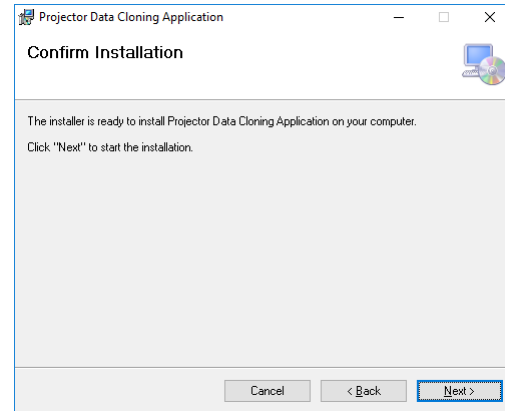 Projector Data Cloning Application
Confirm Installation
The installer is ready to install Projector Data Cloning Application on your computer.
Click "Next" to start the installation.
Cancel
< Back
Next >